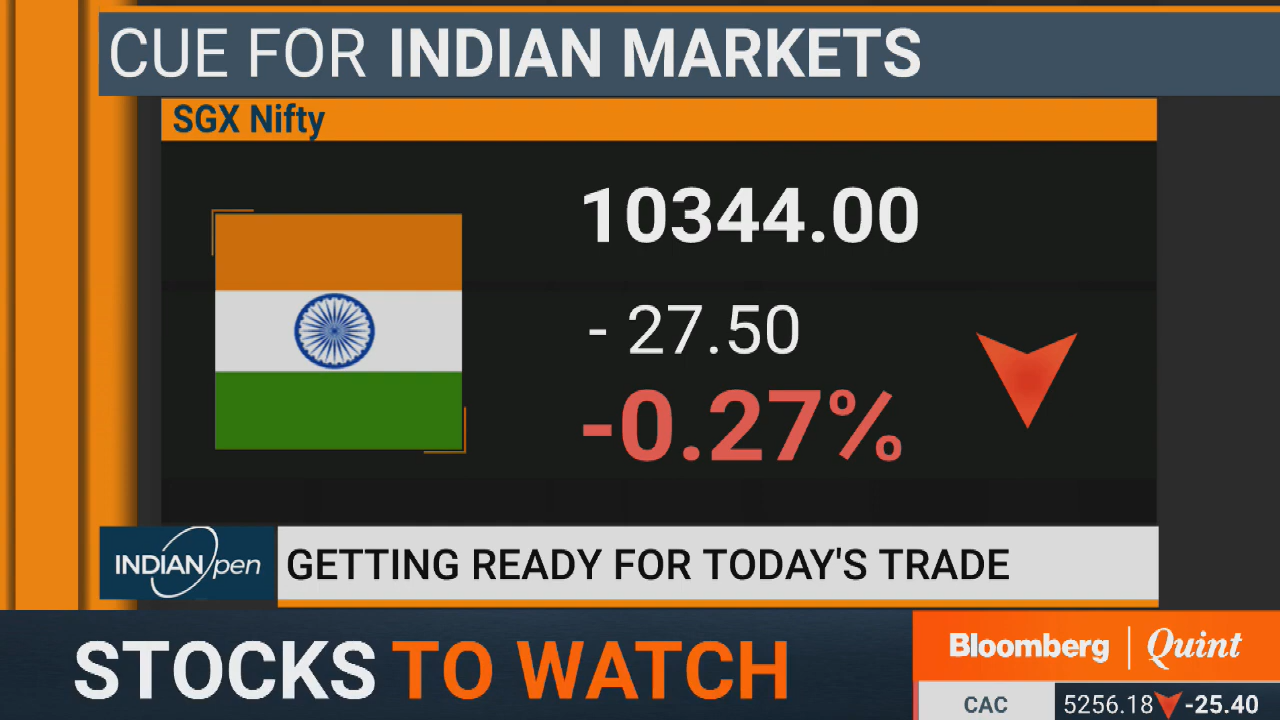 CUE FOR INDIAN MARKETS
SGX Nifty
10344.00
- 27.50
-0.27%
INDIAN Open GETTING READY FOR TODAY'S TRADE
STOCKS TO WATCH
Bloomberg | Quint
CAC 5256.18 -25.40